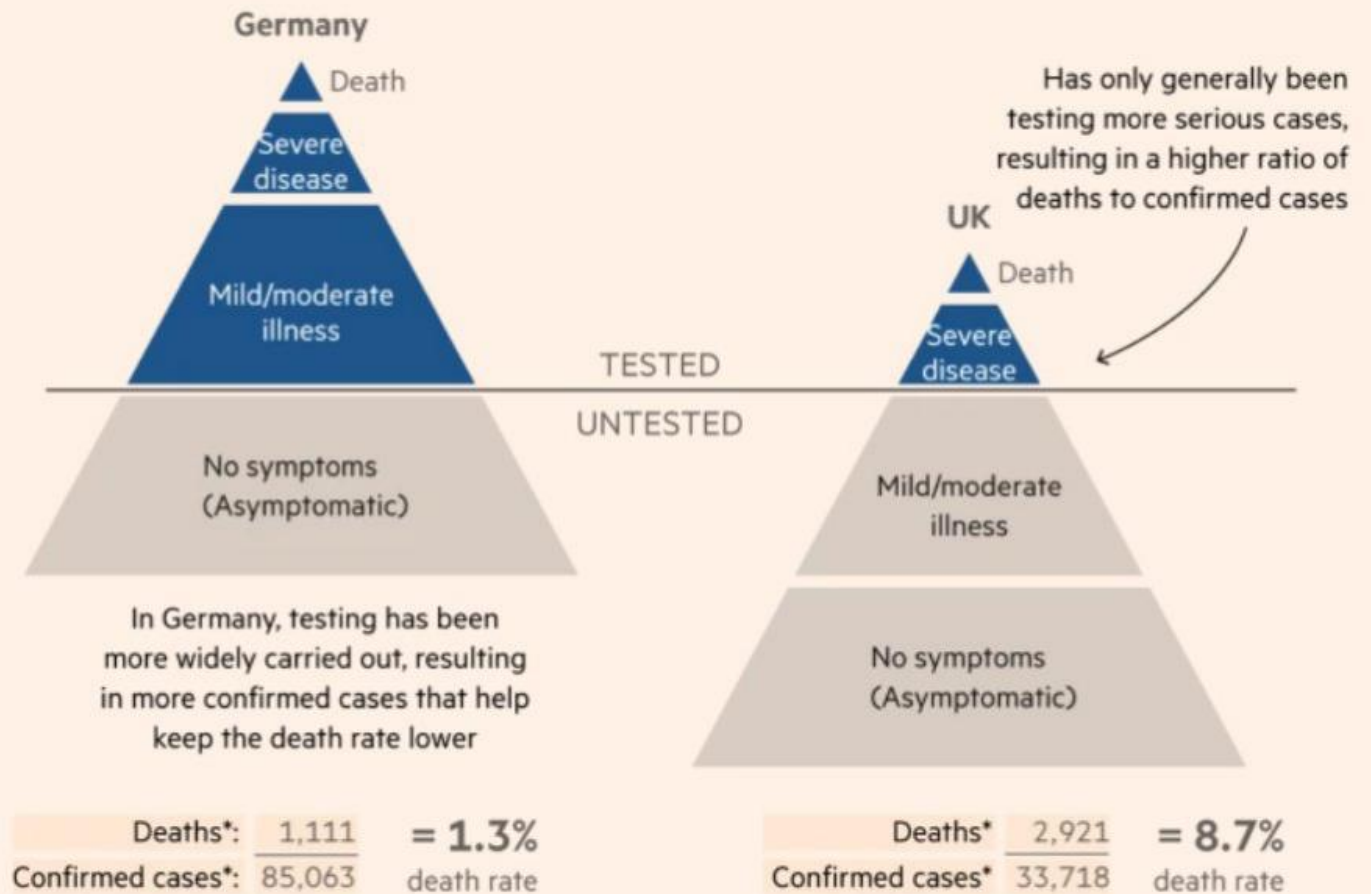 Germany
Death
Severe
disease
Mild/moderate
illness
Has only generally been
testing more serious cases,
resulting in a higher ratio of
deaths to confirmed cases
UK
Death
Severe
disease
TESTED
UNTESTED
No symptoms
(Asymptomatic)
Mild/moderate
illness
No symptoms
(Asymptomatic)
In Germany, testing has been
more widely carried out, resulting
in more confirmed cases that help
keep the death rate lower
Deaths*: 1,111 = 1.3%
Confirmed cases*: 85,063 death rate
Deaths* 2,921 = 8.7%
Confirmed cases* 33,718 death rate